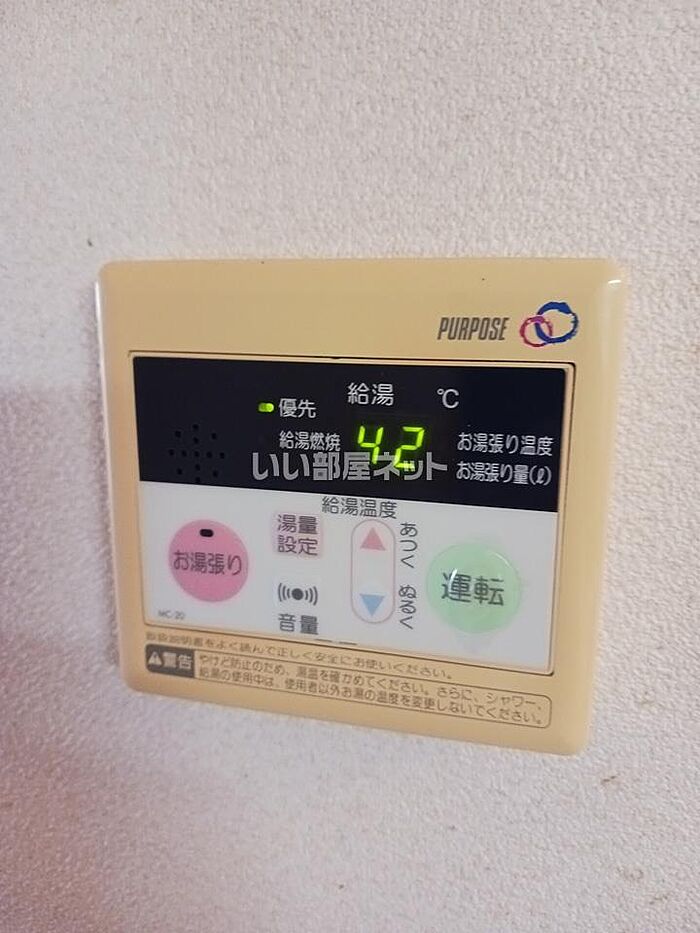 PURPOSE
給湯 ℃
優先
給湯燃焼 42 お湯張り温度
お湯張り量(ℓ)
いい部屋ネット
給湯温度
湯量
設定
お湯張り
あつく
ぬるく
運転
音量
MC-20
取扱説明書をよく読んで正しく安全にお使いください。
警告 やけど防止のため、湯温を確かめてください。さらに、シャワー、
給湯の使用中は、使用者以外お湯の温度を変更しないでください。